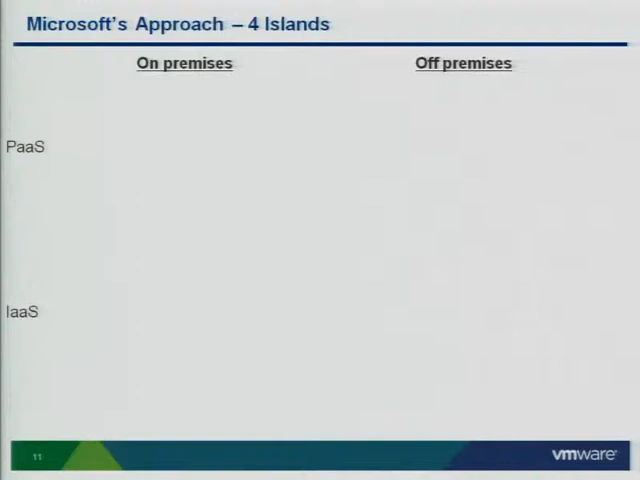 Microsoft's Approach – 4 Islands
On premises
Off premises
PaaS
IaaS
11
vmware